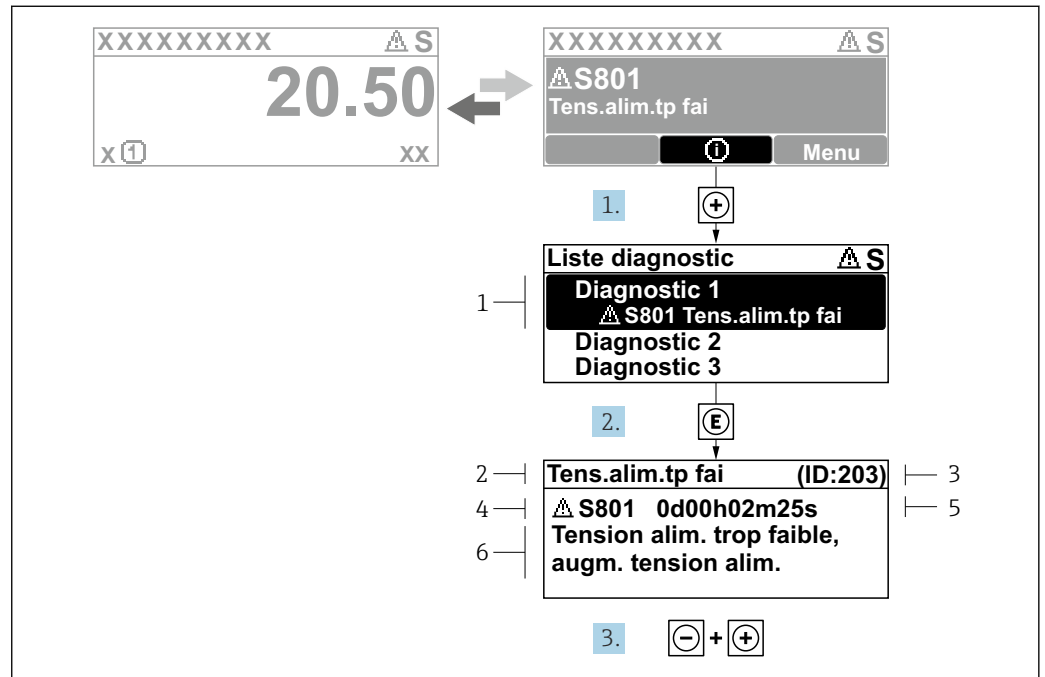 XXXXXXXXX ⚠ S
20.50
x ① xx
XXXXXXXXX ⚠ S
⚠ S801
Tens.alim.tp fai
ⓘ Menu
1. +
Liste diagnostic ⚠ S
1 Diagnostic 1
⚠ S801 Tens.alim.tp fai
Diagnostic 2
Diagnostic 3
2. E
2 Tens.alim.tp fai (ID:203) 3
4 ⚠ S801 0d00h02m25s 5
6 Tension alim. trop faible,
augm. tension alim.
3. - + +